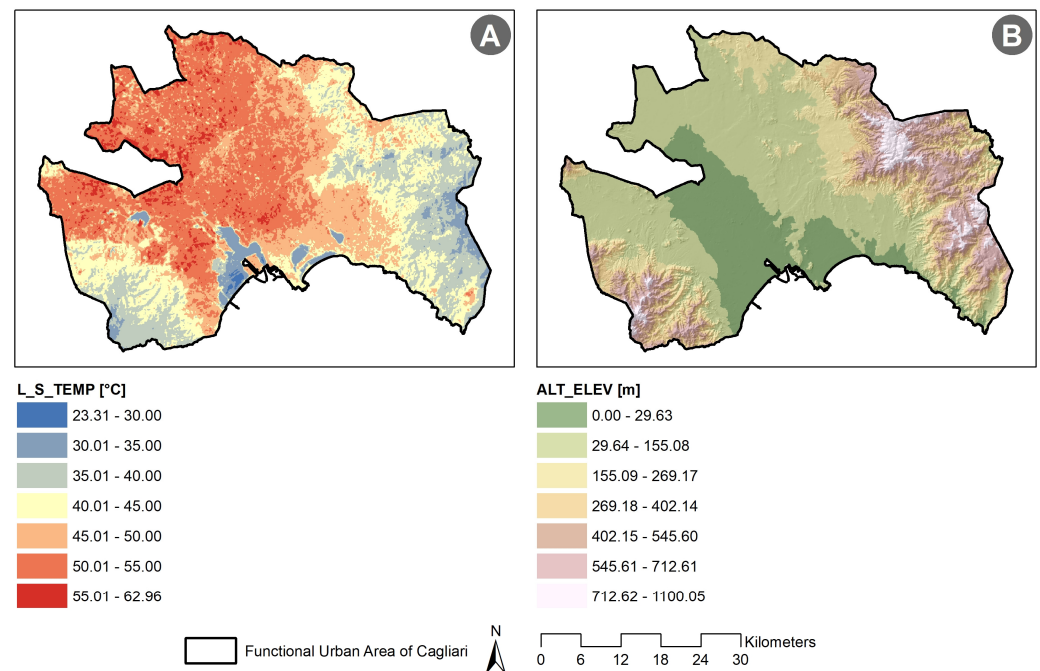 A
B
L_S_TEMP [°C]
23.31 - 30.00
30.01 - 35.00
35.01 - 40.00
40.01 - 45.00
45.01 - 50.00
50.01 - 55.00
55.01 - 62.96
ALT_ELEV [m]
0.00 - 29.63
29.64 - 155.08
155.09 - 269.17
269.18 - 402.14
402.15 - 545.60
545.61 - 712.61
712.62 - 1100.05
Functional Urban Area of Cagliari
N
Kilometers
0 6 12 18 24 30